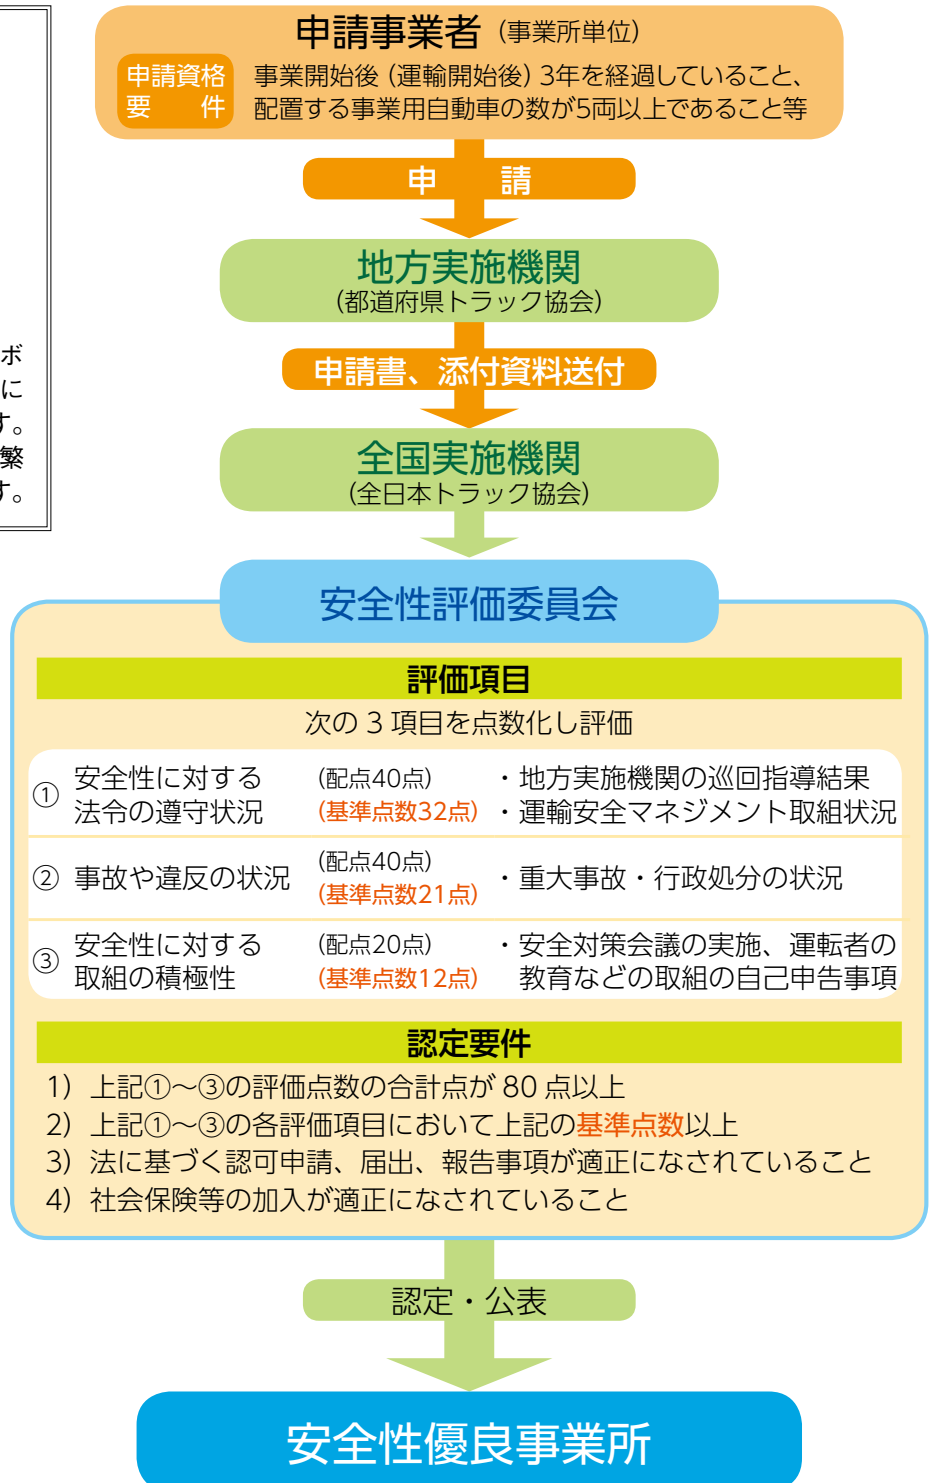 申請事業者（事業所単位）
申請資格要件
事業開始後（運輸開始後）3年を経過していること、
配置する事業用自動車の数が5両以上であること等
申請
地方実施機関
（都道府県トラック協会）
申請書、添付資料送付
ボ
に
す。
繁
す。
全国実施機関
（全日本トラック協会）
安全性評価委員会
評価項目
次の 3 項目を点数化し評価
① 安全性に対する
法令の遵守状況
（配点40点）
（基準点数32点）
・地方実施機関の巡回指導結果
・運輸安全マネジメント取組状況
② 事故や違反の状況
（配点40点）
（基準点数21点）
・重大事故・行政処分の状況
③ 安全性に対する
取組の積極性
（配点20点）
（基準点数12点）
・安全対策会議の実施、運転者の
教育などの取組の自己申告事項
認定要件
1）上記①～③の評価点数の合計点が 80 点以上
2）上記①～③の各評価項目において上記の基準点数以上
3）法に基づく認可申請、届出、報告事項が適正になされていること
4）社会保険等の加入が適正になされていること
認定・公表
安全性優良事業所